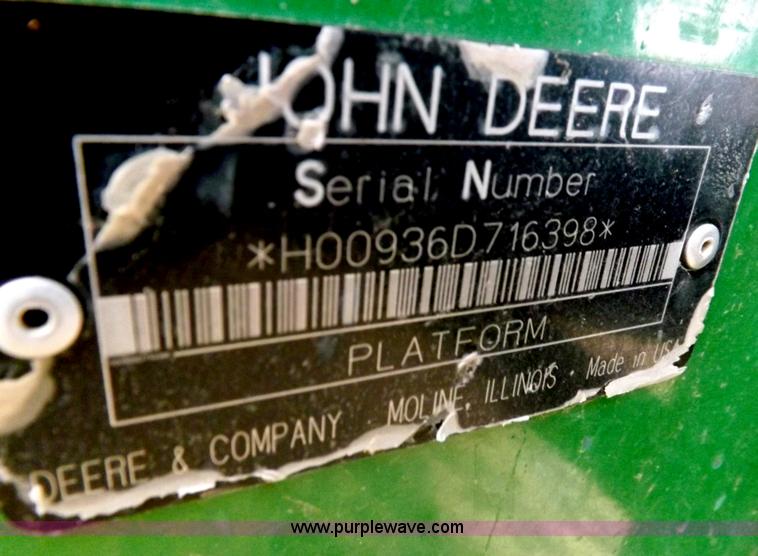 JOHN DEERE
Serial Number
*H00936D716398*
PLATFORM
DEERE & COMPANY MOLINE, ILLINOIS · Made in USA
www.purplewave.com